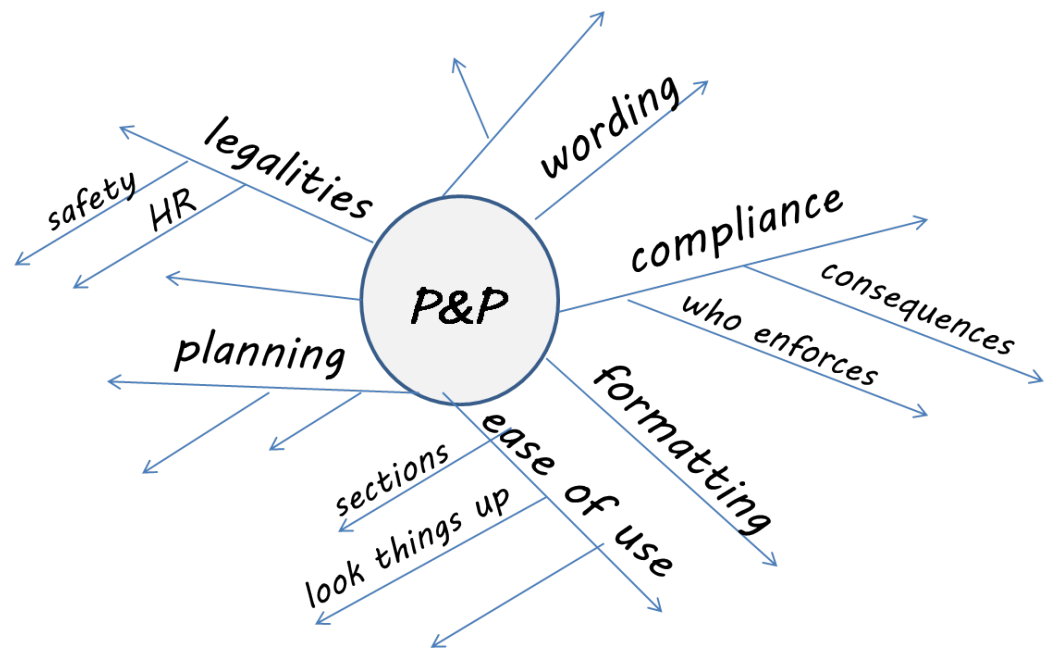 wording
legalities
safety
HR
compliance
consequences
who enforces
P&P
planning
formatting
ease of use
sections
look things up